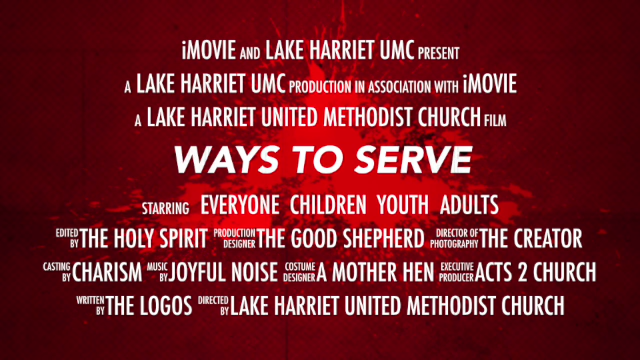 iMOVIE AND LAKE HARRIET UMC PRESENT
A LAKE HARRIET UMC PRODUCTION IN ASSOCIATION WITH iMOVIE
A LAKE HARRIET UNITED METHODIST CHURCH FILM
WAYS TO SERVE
STARRING EVERYONE CHILDREN YOUTH ADULTS
EDITED BY THE HOLY SPIRIT PRODUCTION DESIGNER THE GOOD SHEPHERD DIRECTOR OF PHOTOGRAPHY THE CREATOR
CASTING BY CHARISM MUSIC BY JOYFUL NOISE COSTUME DESIGNER A MOTHER HEN EXECUTIVE PRODUCER ACTS 2 CHURCH
WRITTEN BY THE LOGOS DIRECTED BY LAKE HARRIET UNITED METHODIST CHURCH